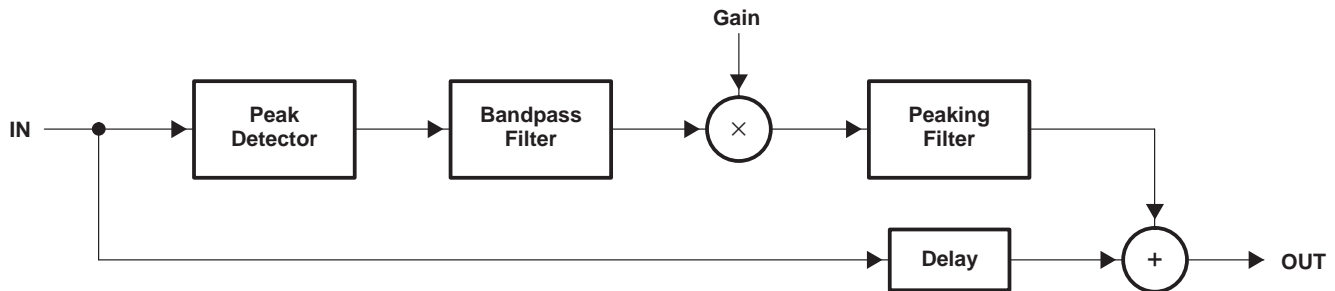 Gain
IN
Peak
Detector
Bandpass
Filter
×
Peaking
Filter
Delay
+
OUT